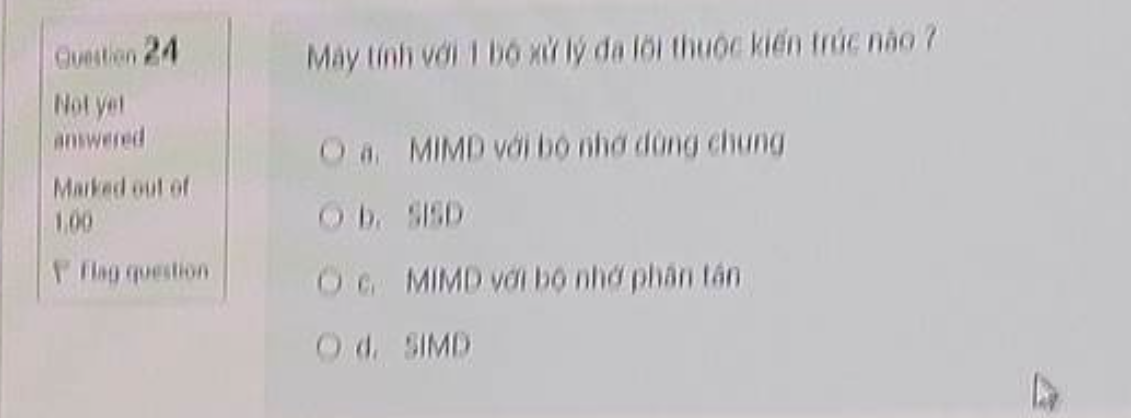 Question 24
Not yet
answered
Marked out of
1.00
Flag question
Máy tính với 1 bộ xử lý đa lõi thuộc kiến trúc nào ?
a. MIMD với bộ nhớ dùng chung
b. SISD
c. MIMD với bộ nhớ phân tán
d. SIMD